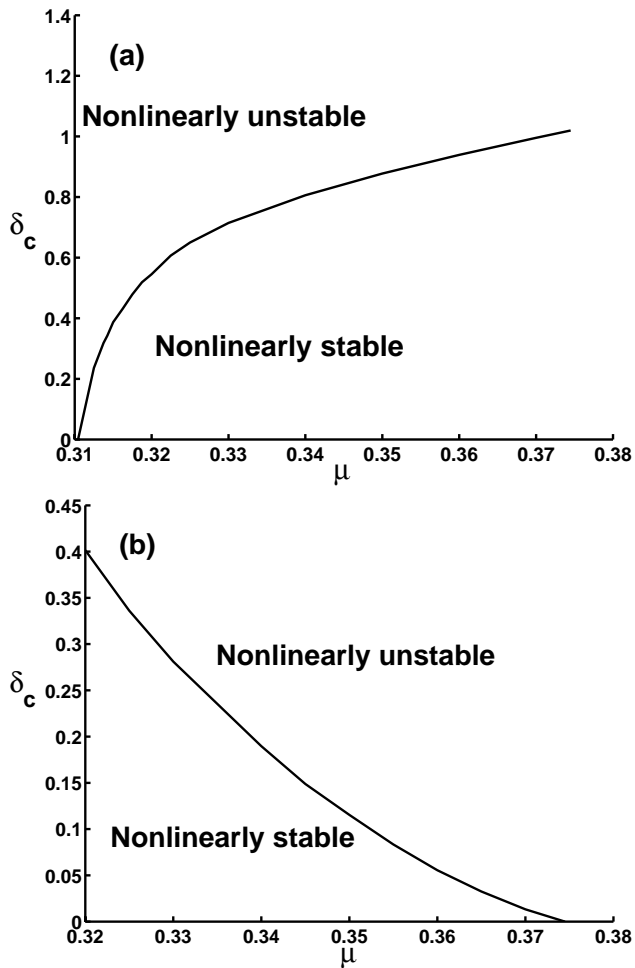 1.4
(a)
1.2
Nonlinearly unstable
1
0.8
δc
0.6
0.4
Nonlinearly stable
0.2
0
0.31 0.32 0.33 0.34 0.35 0.36 0.37 0.38
μ
0.45
(b)
0.4
0.35
0.3
Nonlinearly unstable
0.25
δc
0.2
0.15
0.1
Nonlinearly stable
0.05
0
0.32 0.33 0.34 0.35 0.36 0.37 0.38
μ